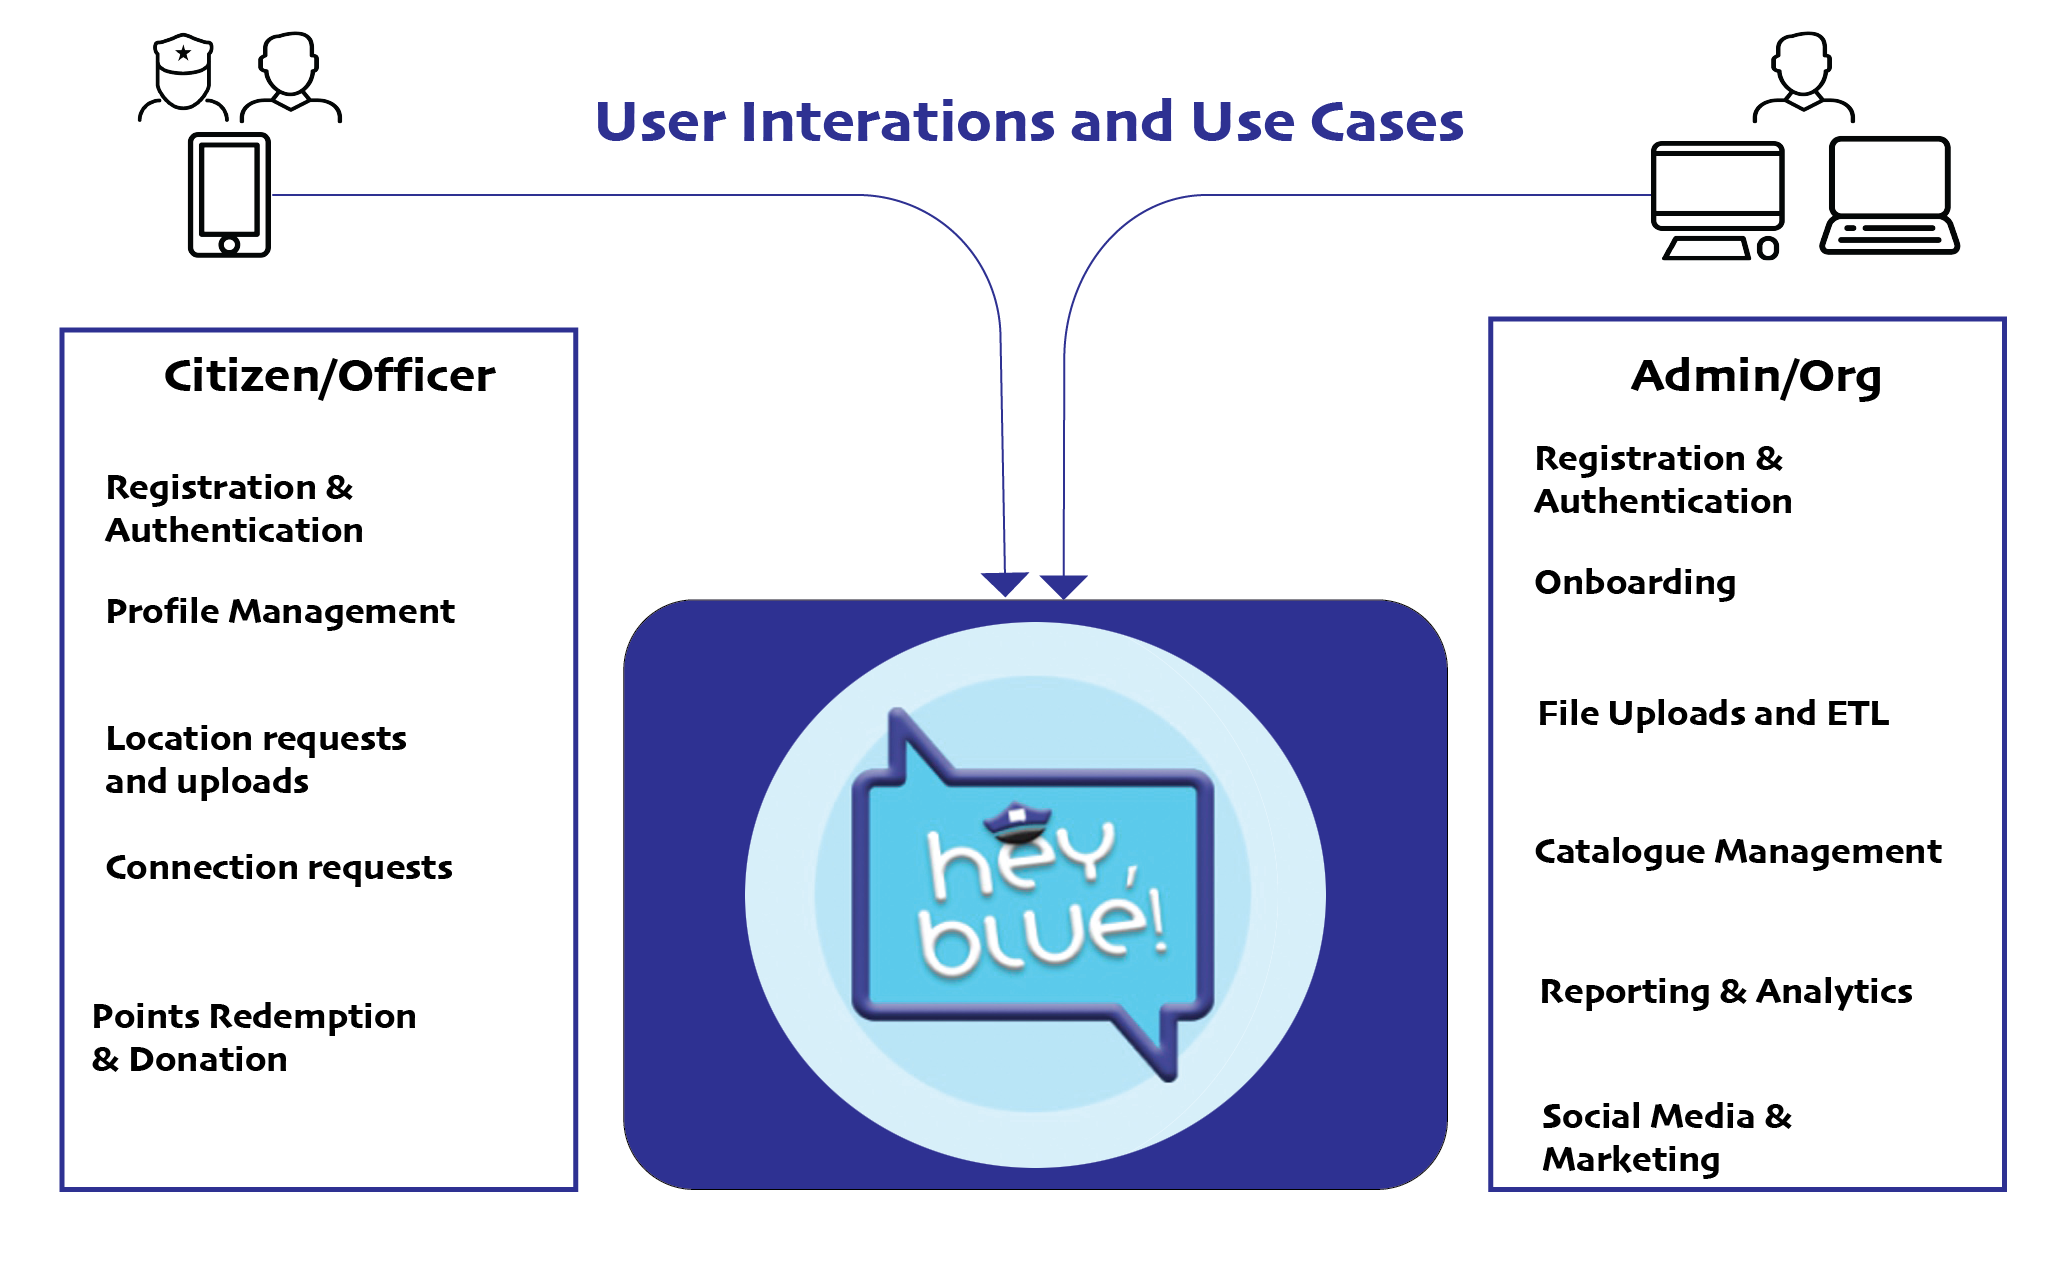 User Interations and Use Cases
Citizen/Officer
Registration &
Authentication
Profile Management
Location requests
and uploads
Connection requests
Points Redemption
& Donation
hey,
blue!
Admin/Org
Registration &
Authentication
Onboarding
File Uploads and ETL
Catalogue Management
Reporting & Analytics
Social Media &
Marketing